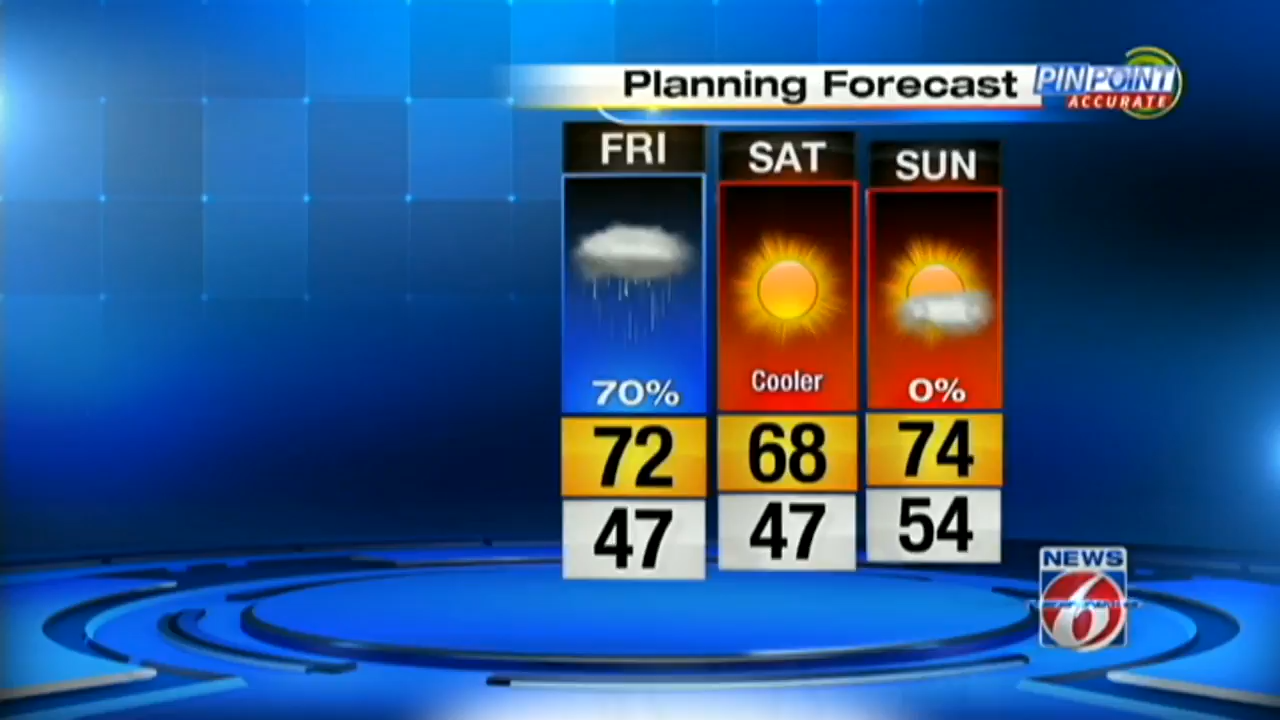 Planning Forecast
PINPOINT
ACCURATE
FRI
SAT
SUN
70%
Cooler
0%
72
68
74
47
47
54
NEWS
6